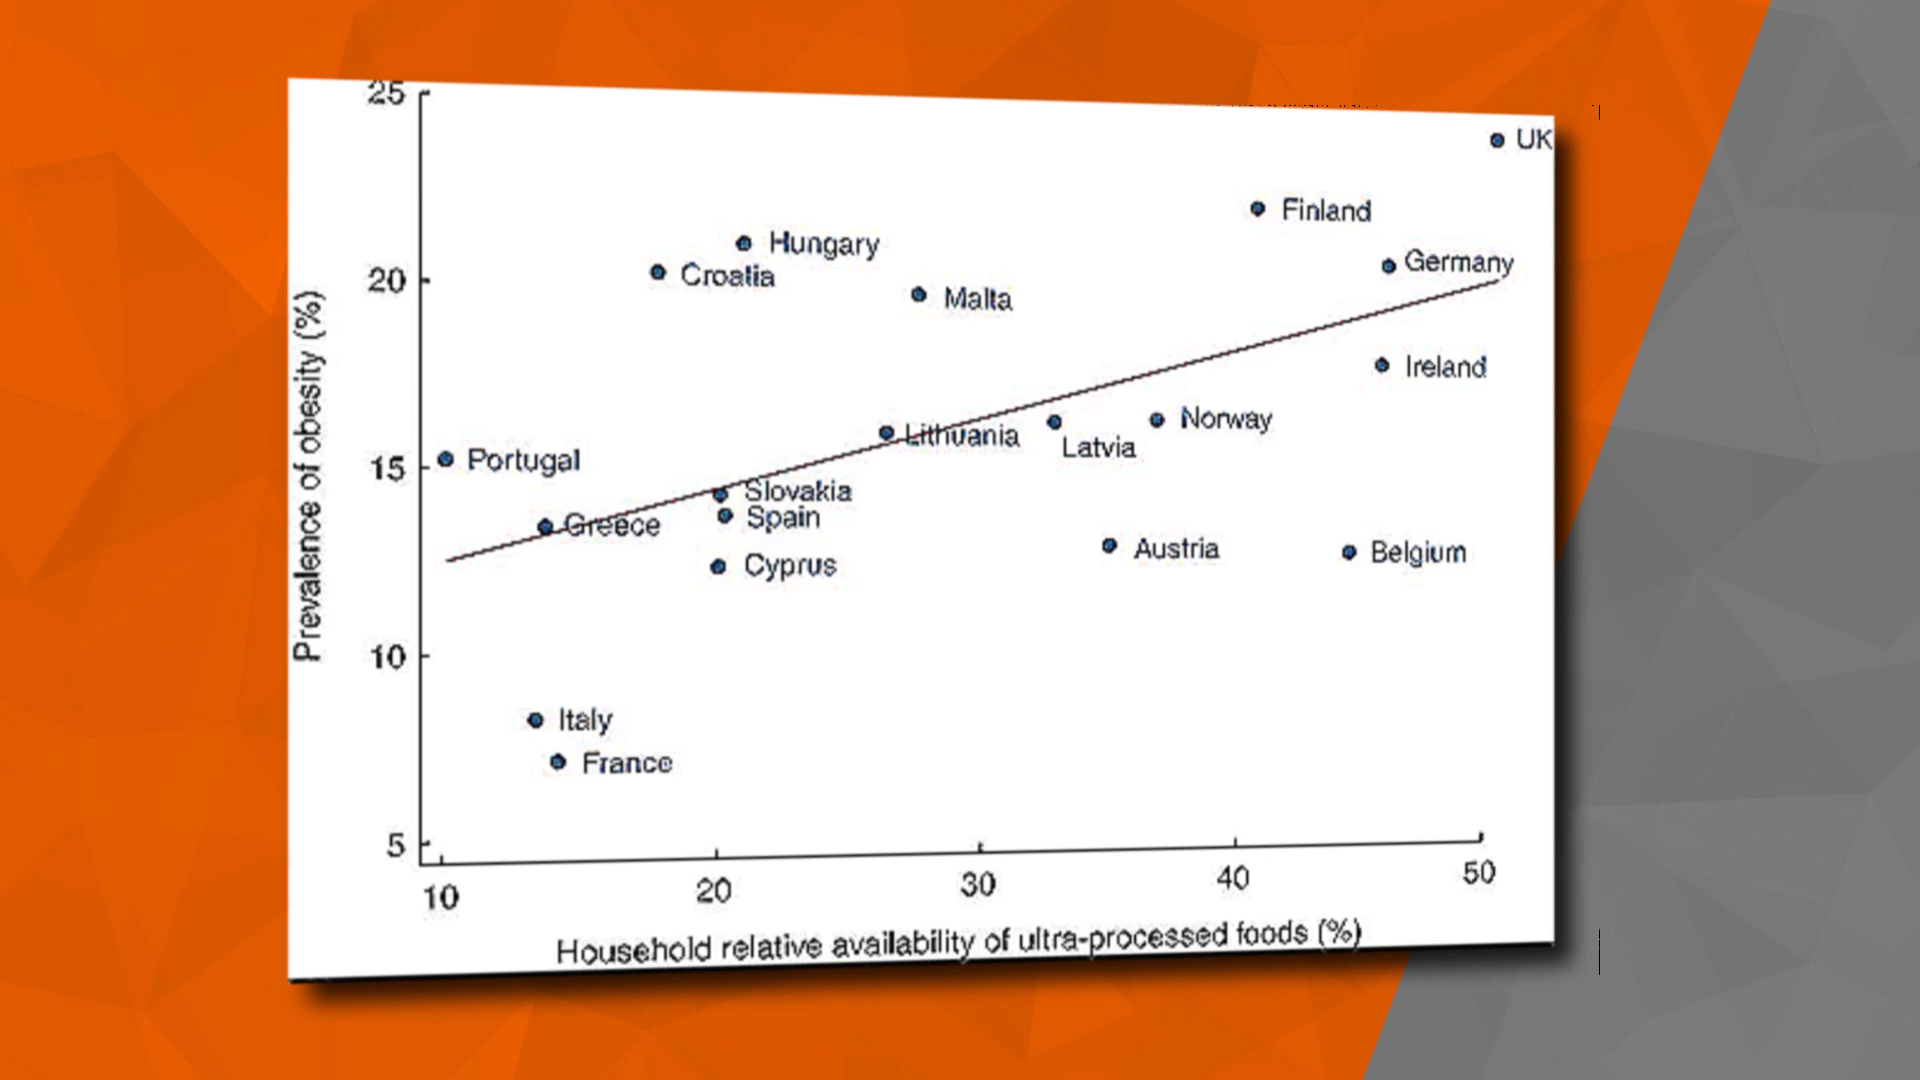 25
UK
Finland
Hungary
Croatia
Germany
20
Malta
Ireland
Norway
Lithuania
Latvia
15
Portugal
Slovakia
Spain
Greece
Austria
Belgium
Cyprus
10
Italy
France
5
Prevalence of obesity (%)
10 20 30 40 50
Household relative availability of ultra-processed foods (%)